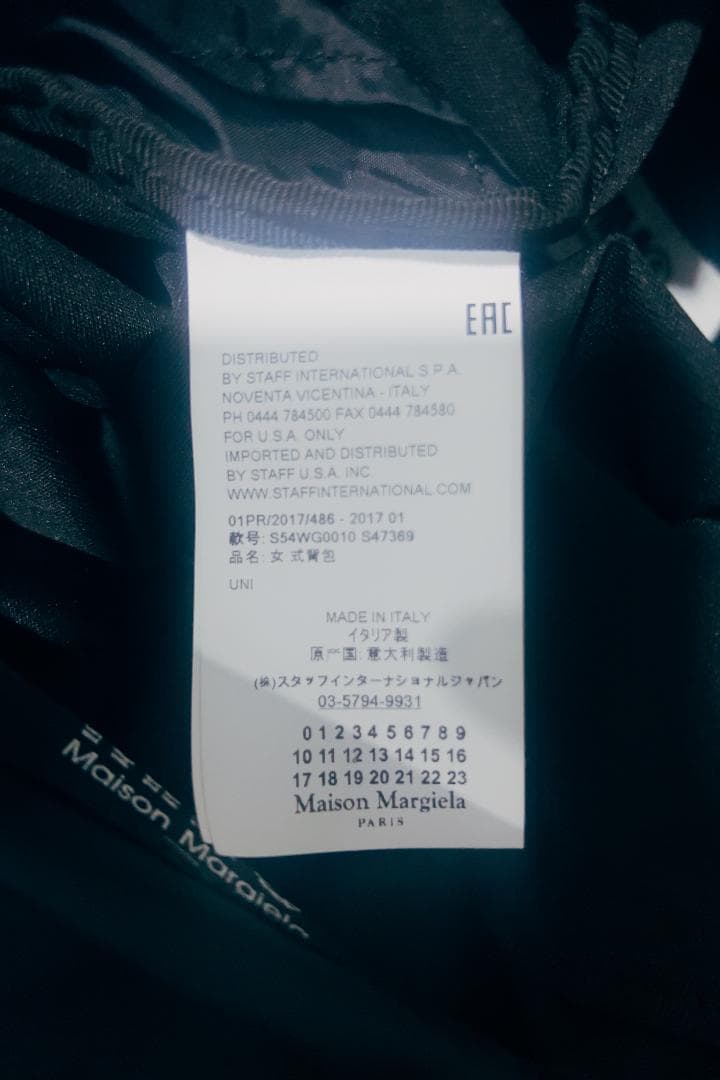 EAC
DISTRIBUTED
BY STAFF INTERNATIONAL S.P.A.
NOVENTA VICENTINA - ITALY
PH 0444 784500 FAX 0444 784580
FOR U.S.A. ONLY
IMPORTED AND DISTRIBUTED
BY STAFF U.S.A. INC.
WWW.STAFFINTERNATIONAL.COM
01PR/2017/486 - 2017 01
款号: S54WG0010 S47369
品名: 女式背包
UNI
MADE IN ITALY
イタリア製
原产国: 意大利製造
(株)スタッフインターナショナルジャパン
03-5794-9931
0 1 2 3 4 5 6 7 8 9
10 11 12 13 14 15 16
17 18 19 20 21 22 23
Maison Margiela
PARIS
Maison Margiela